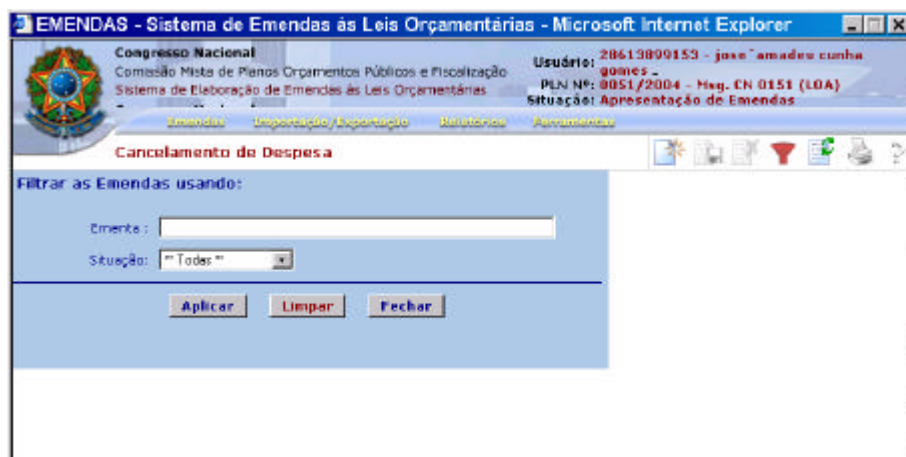 EMENDAS - Sistema de Emendas às Leis Orçamentárias - Microsoft Internet Explorer
Congresso Nacional
Comissão Mista de Planos Orçamentos Públicos e Fiscalização
Sistema de Elaboração de Emendas às Leis Orçamentárias
Usuário: 28613899153 - jose amadeu cunha gomes
PLN Nº: 0051/2004 - Msg. CN 0151 (LOA)
Situação: Apresentação de Emendas
Emendas Importação/Exportação Relatórios Ferramentas
Cancelamento de Despesa
Filtrar as Emendas usando:
Ementa :
Situação: ** Todas **
Aplicar Limpar Fechar